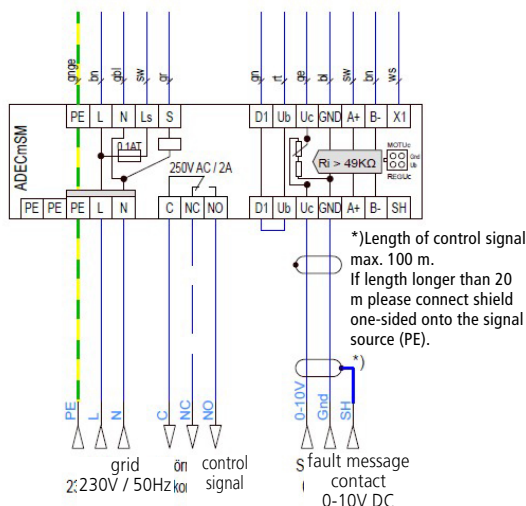 gnge bn gbl sw gr gn rt ge bl sw bn ws
PE L N Ls S D1 Ub Uc GND A+ B- X1
ADECmSM
0.1AT
250V AC / 2A
Ri > 49KΩ
MOTUc
Gnd
Ub
REGUc
PE PE PE L N C NC NO D1 Ub Uc GND A+ B- SH
*)Length of control signal
max. 100 m.
If length longer than 20
m please connect shield
one-sided onto the signal
source (PE).
*)
PE L N C NC NO 0-10V Gnd SH
grid
230V / 50Hz
control
signal
fault message
contact
0-10V DC